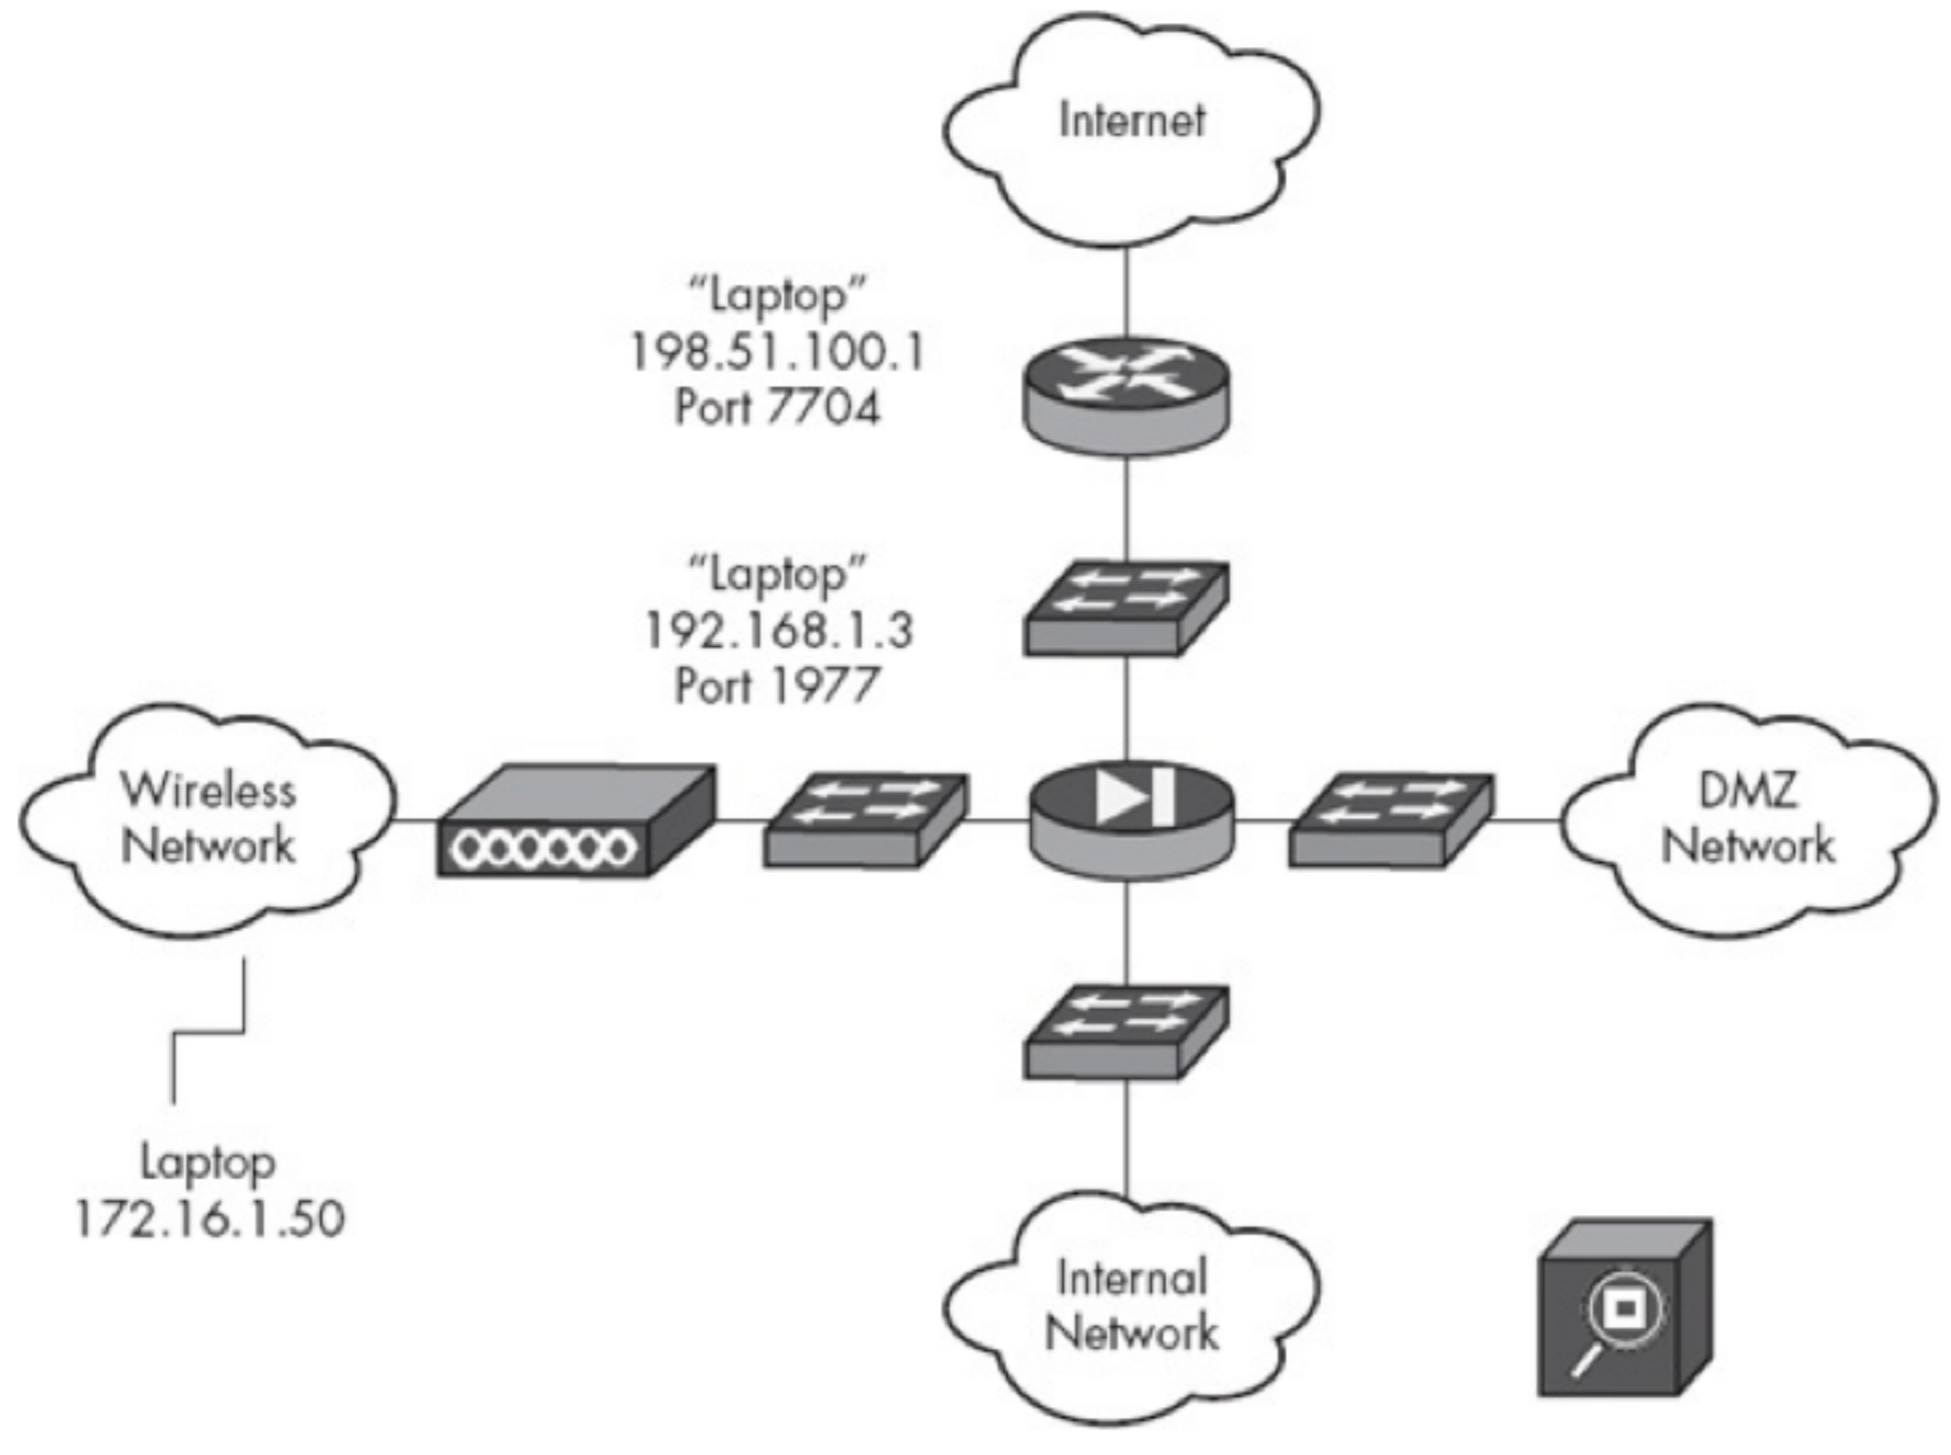 Internet
“Laptop”
198.51.100.1
Port 7704
“Laptop”
192.168.1.3
Port 1977
Wireless
Network
DMZ
Network
Laptop
172.16.1.50
Internal
Network